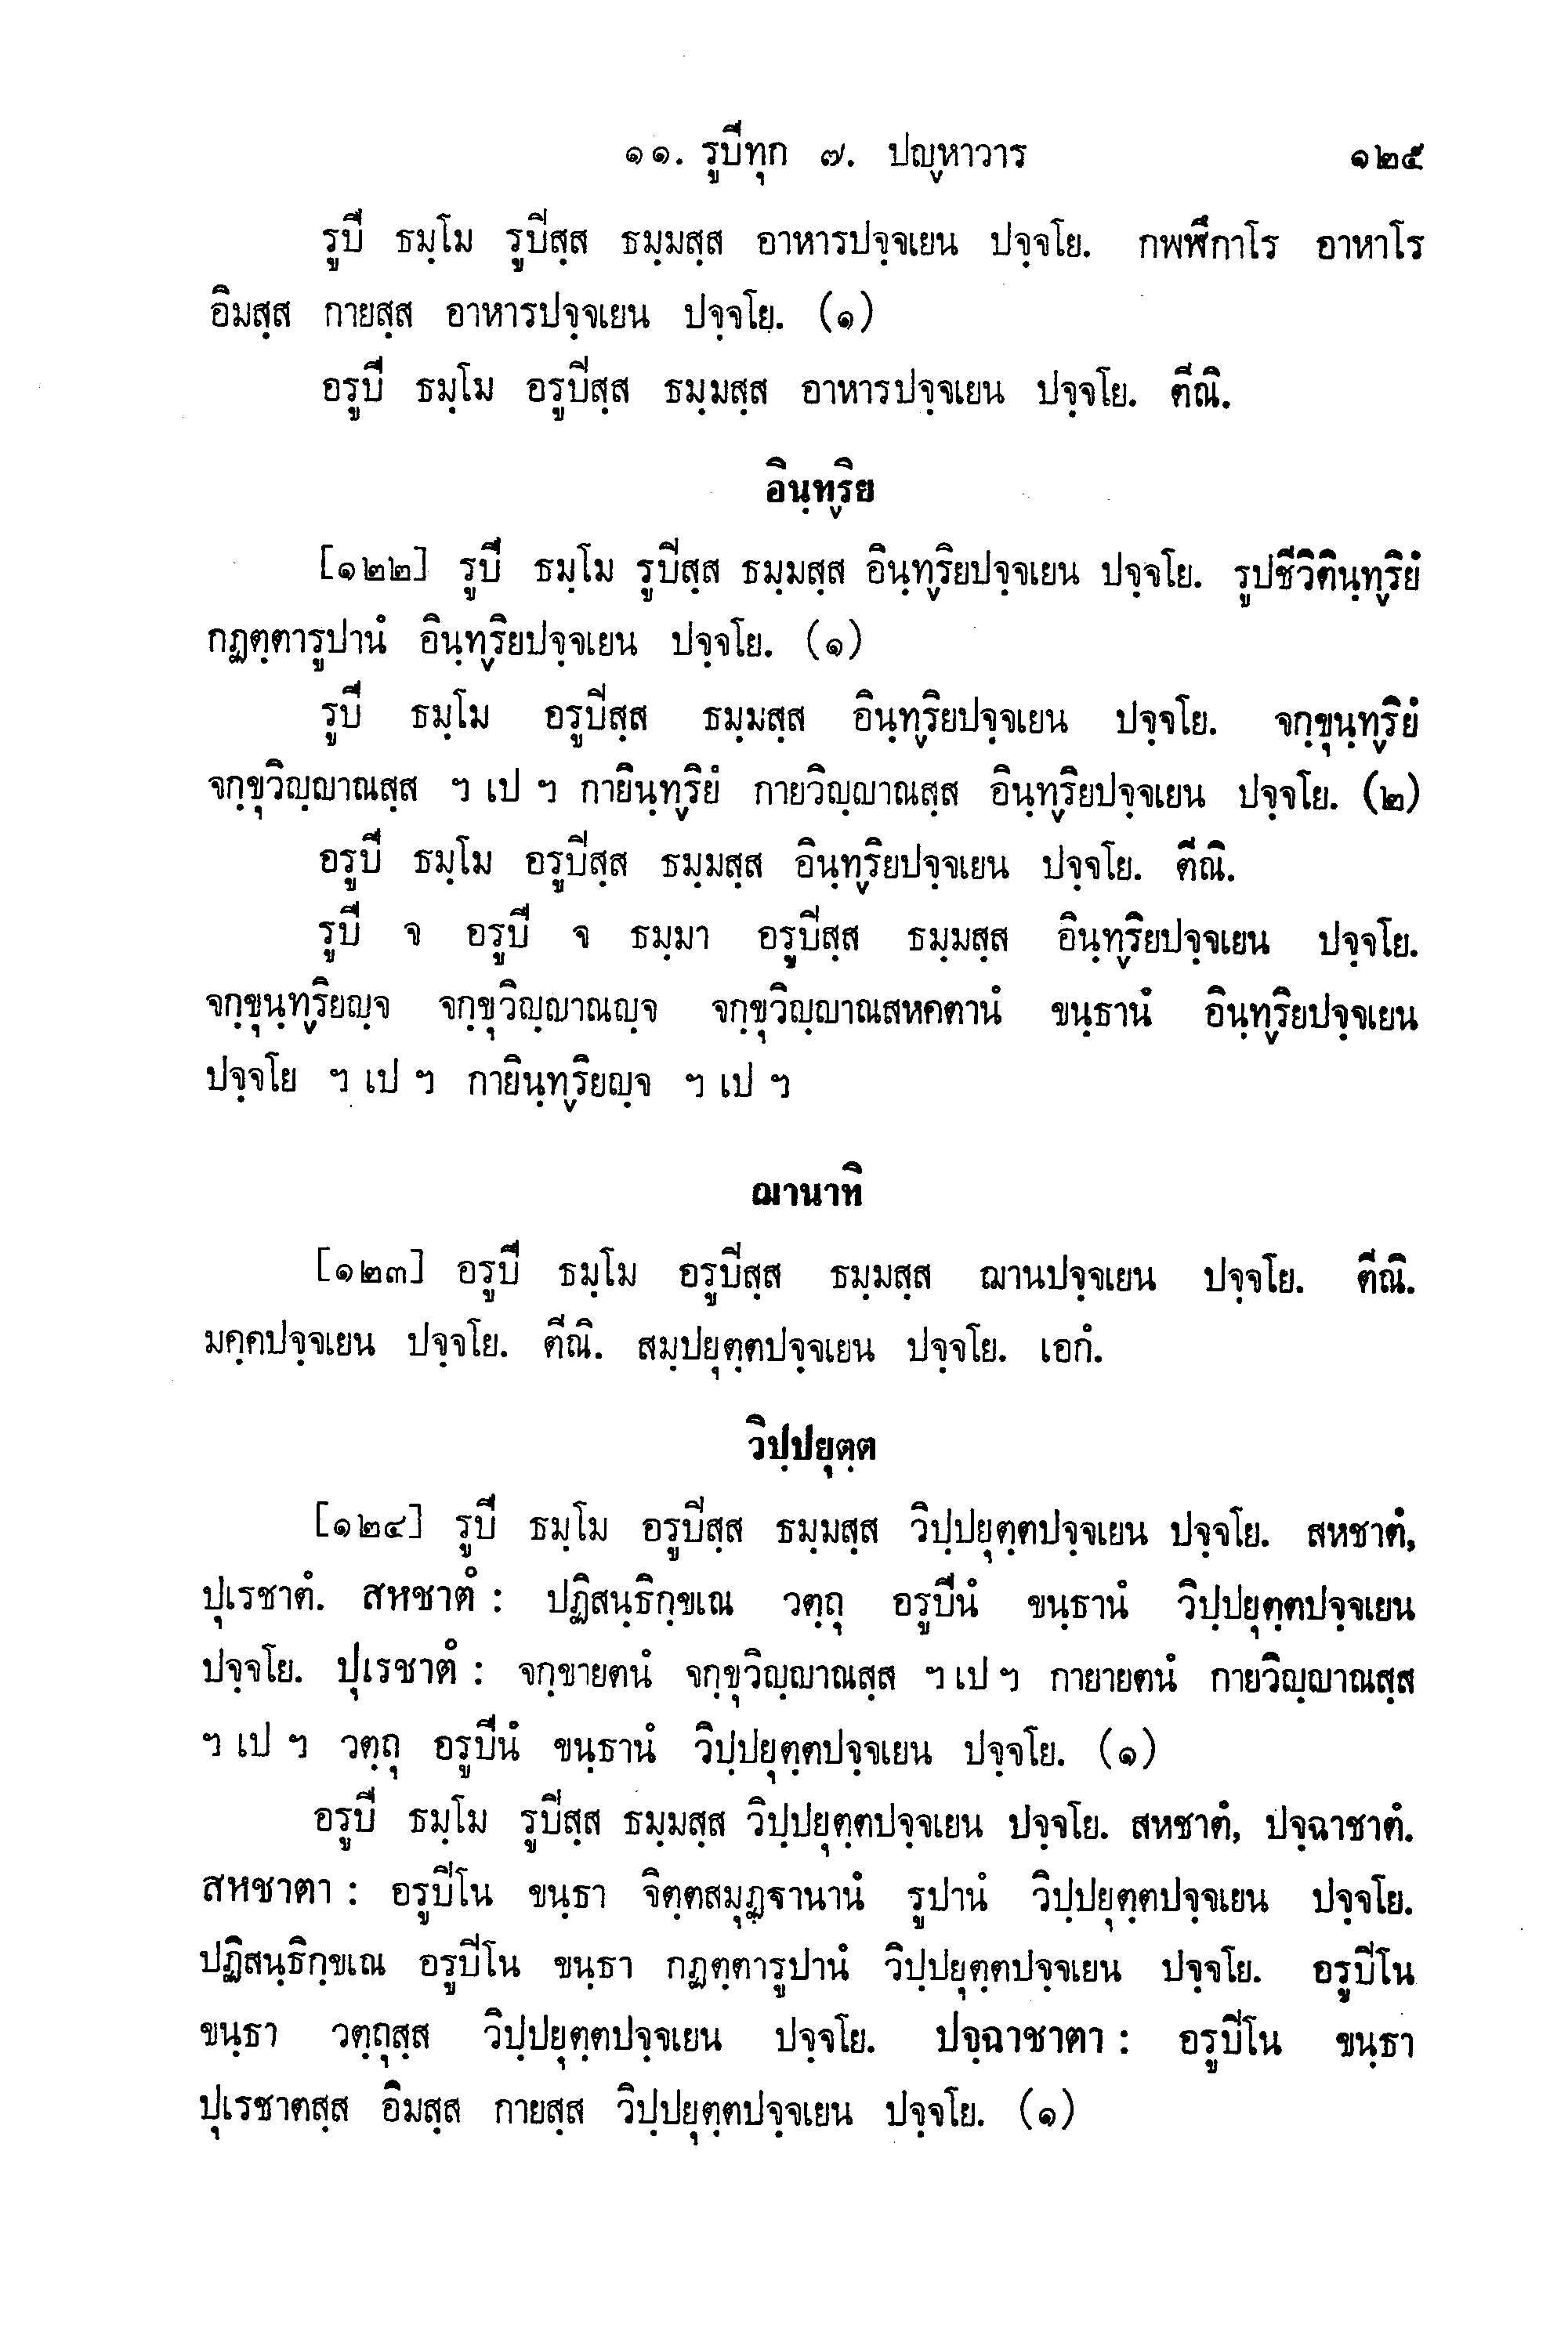 ๑๑. รูปีทุก ๗. ปญฺหาวาร ๑๒๕
รูปี ธมฺโม รูปีสฺส ธมฺมสฺส อาหารปจฺจเยน ปจฺจโย. กพฬีกาโร อาหาโร
อิมสฺส กายสฺส อาหารปจฺจเยน ปจฺจโย. (๑)
อรูปี ธมฺโม อรูปีสฺส ธมฺมสฺส อาหารปจฺจเยน ปจฺจโย. ตีณิ.
อินฺทฺริย
[๑๒๒] รูปี ธมฺโม รูปีสฺส ธมฺมสฺส อินฺทฺริยปจฺจเยน ปจฺจโย. รูปชีวิตินฺทฺริยํ
กฏตฺตารูปานํ อินฺทฺริยปจฺจเยน ปจฺจโย. (๑)
รูปี ธมฺโม อรูปีสฺส ธมฺมสฺส อินฺทฺริยปจฺจเยน ปจฺจโย. จกฺขุนฺทฺริยํ
จกฺขุวิญฺญาณสฺส ฯ เป ฯ กายินฺทฺริยํ กายวิญฺญาณสฺส อินฺทฺริยปจฺจเยน ปจฺจโย. (๒)
อรูปี ธมฺโม อรูปีสฺส ธมฺมสฺส อินฺทฺริยปจฺจเยน ปจฺจโย. ตีณิ.
รูปี จ อรูปี จ ธมฺมา อรูปีสฺส ธมฺมสฺส อินฺทฺริยปจฺจเยน ปจฺจโย.
จกฺขุนฺทฺริยญฺจ จกฺขุวิญฺญาณญฺจ จกฺขุวิญฺญาณสหคตานํ ขนฺธานํ อินฺทฺริยปจฺจเยน
ปจฺจโย ฯ เป ฯ กายินฺทฺริยญฺจ ฯ เป ฯ
ฌานาทิ
[๑๒๓] อรูปี ธมฺโม อรูปีสฺส ธมฺมสฺส ฌานปจฺจเยน ปจฺจโย. ตีณิ.
มคฺคปจฺจเยน ปจฺจโย. ตีณิ. สมฺปยุตฺตปจฺจเยน ปจฺจโย. เอกํ.
วิปฺปยุตฺต
[๑๒๔] รูปี ธมฺโม อรูปีสฺส ธมฺมสฺส วิปฺปยุตฺตปจฺจเยน ปจฺจโย. สหชาตํ,
ปุเรชาตํ. สหชาตํ : ปฏิสนฺธิกฺขเณ วตฺถุ อรูปีนํ ขนฺธานํ วิปฺปยุตฺตปจฺจเยน
ปจฺจโย. ปุเรชาตํ : จกฺขายตนํ จกฺขุวิญฺญาณสฺส ฯ เป ฯ กายายตนํ กายวิญฺญาณสฺส
ฯ เป ฯ วตฺถุ อรูปีนํ ขนฺธานํ วิปฺปยุตฺตปจฺจเยน ปจฺจโย. (๑)
อรูปี ธมฺโม รูปีสฺส ธมฺมสฺส วิปฺปยุตฺตปจฺจเยน ปจฺจโย. สหชาตํ, ปจฺฉาชาตํ.
สหชาตา : อรูปีโน ขนฺธา จิตฺตสมุฏฺฐานานํ รูปานํ วิปฺปยุตฺตปจฺจเยน ปจฺจโย.
ปฏิสนฺธิกฺขเณ อรูปีโน ขนฺธา กฏตฺตารูปานํ วิปฺปยุตฺตปจฺจเยน ปจฺจโย. อรูปีโน
ขนฺธา วตฺถุสฺส วิปฺปยุตฺตปจฺจเยน ปจฺจโย. ปจฺฉาชาตา : อรูปีโน ขนฺธา
ปุเรชาตสฺส อิมสฺส กายสฺส วิปฺปยุตฺตปจฺจเยน ปจฺจโย. (๑)